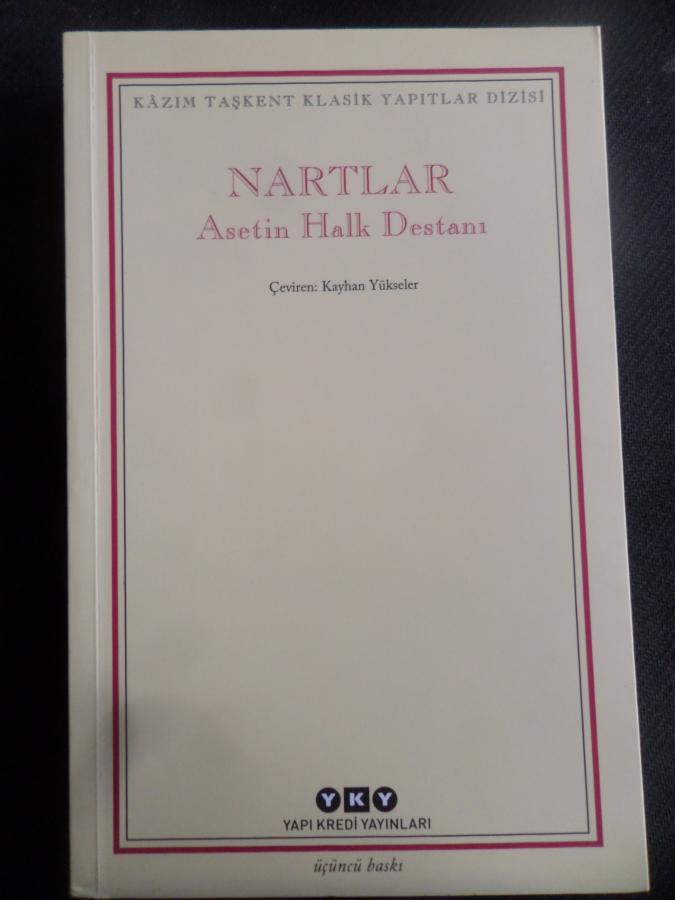 KÂZIM TAŞKENT KLASİK YAPITLAR DİZİSİ
NARTLAR
Asetin Halk Destanı
Çeviren: Kayhan Yükseler
YKY
YAPI KREDİ YAYINLARI
üçüncü baskı